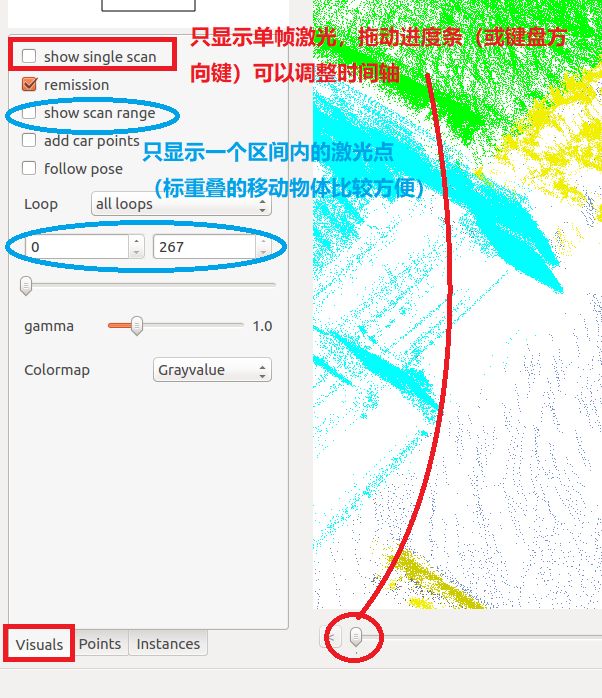 只显示单帧激光，拖动进度条（或键盘方
向键）可以调整时间轴
show single scan
remission
show scan range
add car points
只显示一个区间内的激光点
（标重叠的移动物体比较方便）
follow pose
Loop all loops
0 267
gamma 1.0
Colormap Grayvalue
Visuals Points Instances